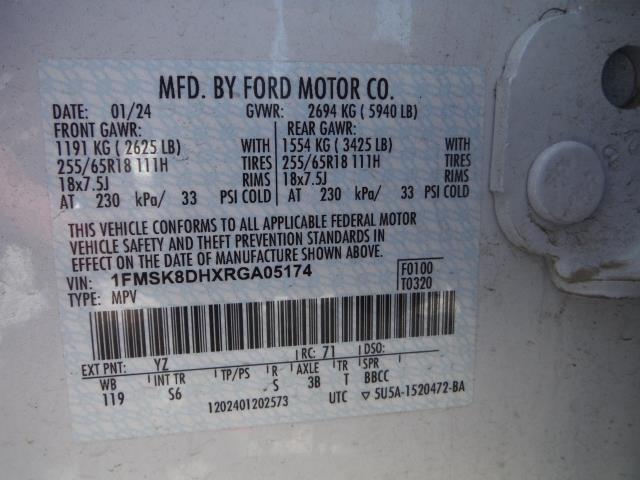 MFD. BY FORD MOTOR CO.
DATE: 01/24 GVWR: 2694 KG ( 5940 LB)
FRONT GAWR: REAR GAWR:
1191 KG ( 2625 LB) WITH 1554 KG ( 3425 LB) WITH
255/65R18 111H TIRES 255/65R18 111H TIRES
18x7.5J RIMS 18x7.5J RIMS
AT 230 kPa/ 33 PSI COLD AT 230 kPa/ 33 PSI COLD
THIS VEHICLE CONFORMS TO ALL APPLICABLE FEDERAL MOTOR
VEHICLE SAFETY AND THEFT PREVENTION STANDARDS IN
EFFECT ON THE DATE OF MANUFACTURE SHOWN ABOVE.
VIN: 1FMSK8DHXRGA05174 F0100
TYPE: MPV T0320
EXT PNT: YZ RC: 71 DSO:
WB INT TR TP/PS R AXLE TR SPR
119 S6 S 3B T BBCC
1202401202573 UTC ▽ 5U5A-1520472-BA